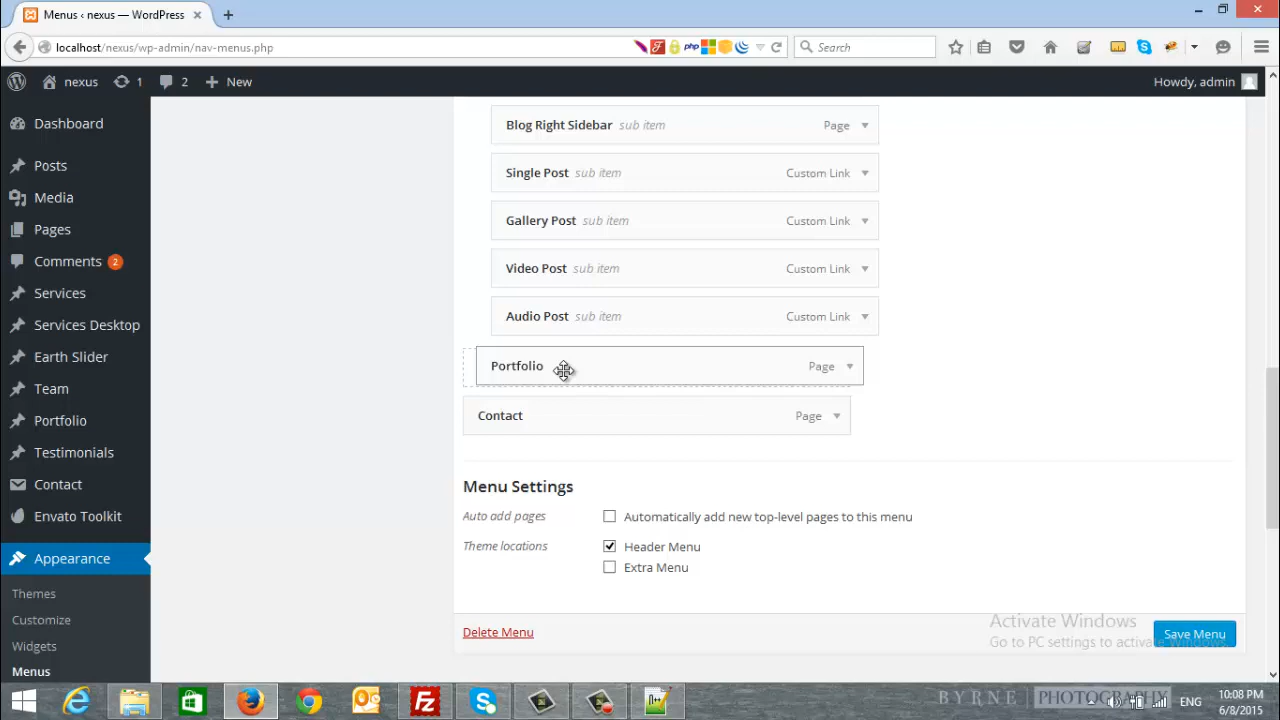 Menus ‹ nexus — WordPress
localhost/nexus/wp-admin/nav-menus.php
php
Search
nexus 1 2 New
Howdy, admin
Dashboard
Posts
Media
Pages
Comments 2
Services
Services Desktop
Earth Slider
Team
Portfolio
Testimonials
Contact
Envato Toolkit
Appearance
Themes
Customize
Widgets
Menus
Blog Right Sidebar sub item Page
Single Post sub item Custom Link
Gallery Post sub item Custom Link
Video Post sub item Custom Link
Audio Post sub item Custom Link
Portfolio Page
Contact Page
Menu Settings
Auto add pages Automatically add new top-level pages to this menu
Theme locations Header Menu
Extra Menu
Delete Menu
Save Menu
Activate Windows
Go to PC settings to activate Windows.
BYRNE PHOTOGRAPHY
ENG
10:08 PM
6/8/2015